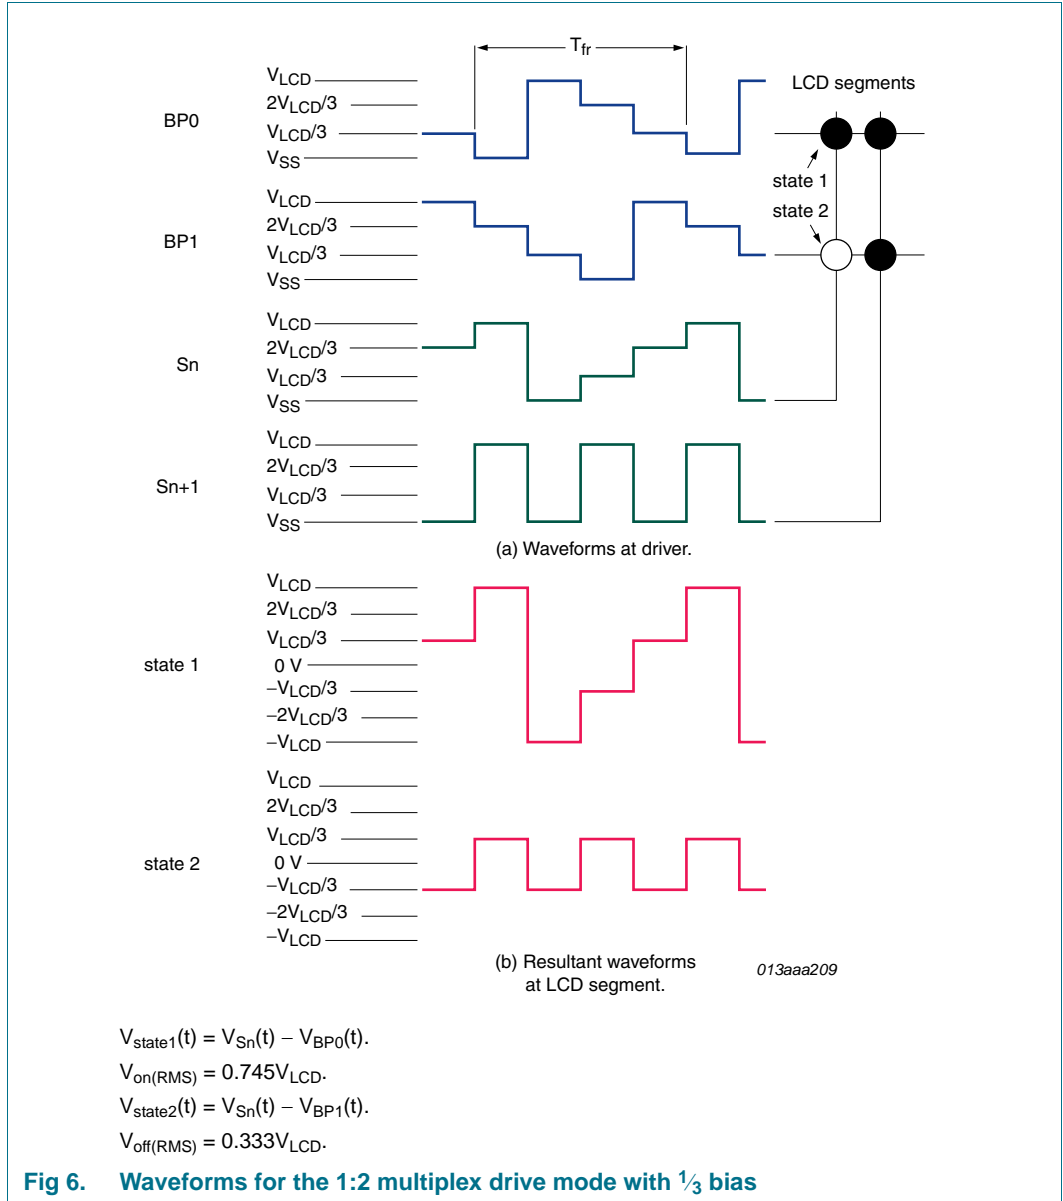 T_fr
V_LCD
2V_LCD/3
BP0
V_LCD/3
V_SS
LCD segments
state 1
state 2
V_LCD
2V_LCD/3
BP1
V_LCD/3
V_SS
V_LCD
2V_LCD/3
Sn
V_LCD/3
V_SS
V_LCD
2V_LCD/3
Sn+1
V_LCD/3
V_SS
(a) Waveforms at driver.
V_LCD
2V_LCD/3
V_LCD/3
state 1
0 V
−V_LCD/3
−2V_LCD/3
−V_LCD
V_LCD
2V_LCD/3
V_LCD/3
state 2
0 V
−V_LCD/3
−2V_LCD/3
−V_LCD
(b) Resultant waveforms
at LCD segment.
013aaa209
V_state1(t) = V_Sn(t) − V_BP0(t).
V_on(RMS) = 0.745V_LCD.
V_state2(t) = V_Sn(t) − V_BP1(t).
V_off(RMS) = 0.333V_LCD.
Fig 6. Waveforms for the 1:2 multiplex drive mode with 1⁄3 bias